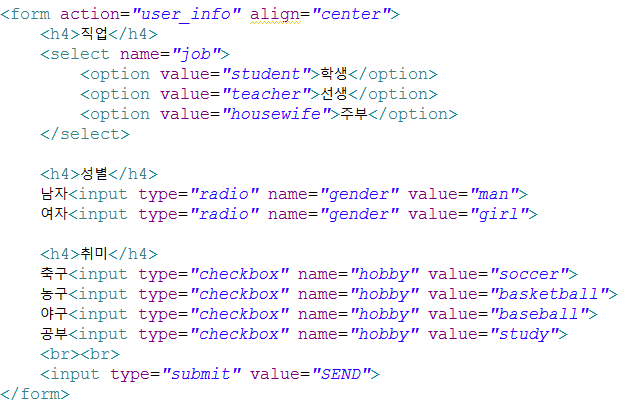 <form action="user_info" align="center">
    <h4>직업</h4>
    <select name="job">
        <option value="student">학생</option>
        <option value="teacher">선생</option>
        <option value="housewife">주부</option>
    </select>

    <h4>성별</h4>
    남자<input type="radio" name="gender" value="man">
    여자<input type="radio" name="gender" value="girl">

    <h4>취미</h4>
    축구<input type="checkbox" name="hobby" value="soccer">
    농구<input type="checkbox" name="hobby" value="basketball">
    야구<input type="checkbox" name="hobby" value="baseball">
    공부<input type="checkbox" name="hobby" value="study">
    <br><br>
    <input type="submit" value="SEND">
</form>